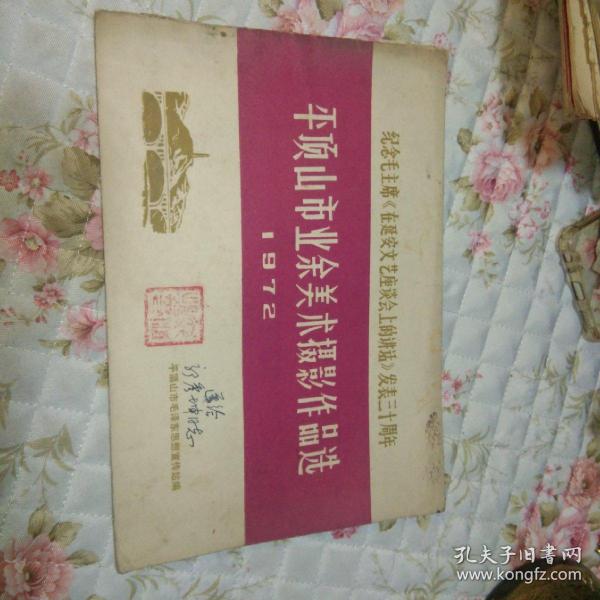 纪念毛主席《在延安文艺座谈会上的讲话》发表三十周年
平顶山市业余美术摄影作品选
1972
送给
平顶山市毛泽东思想宣传站编
孔夫子旧书网
www.kongfz.com